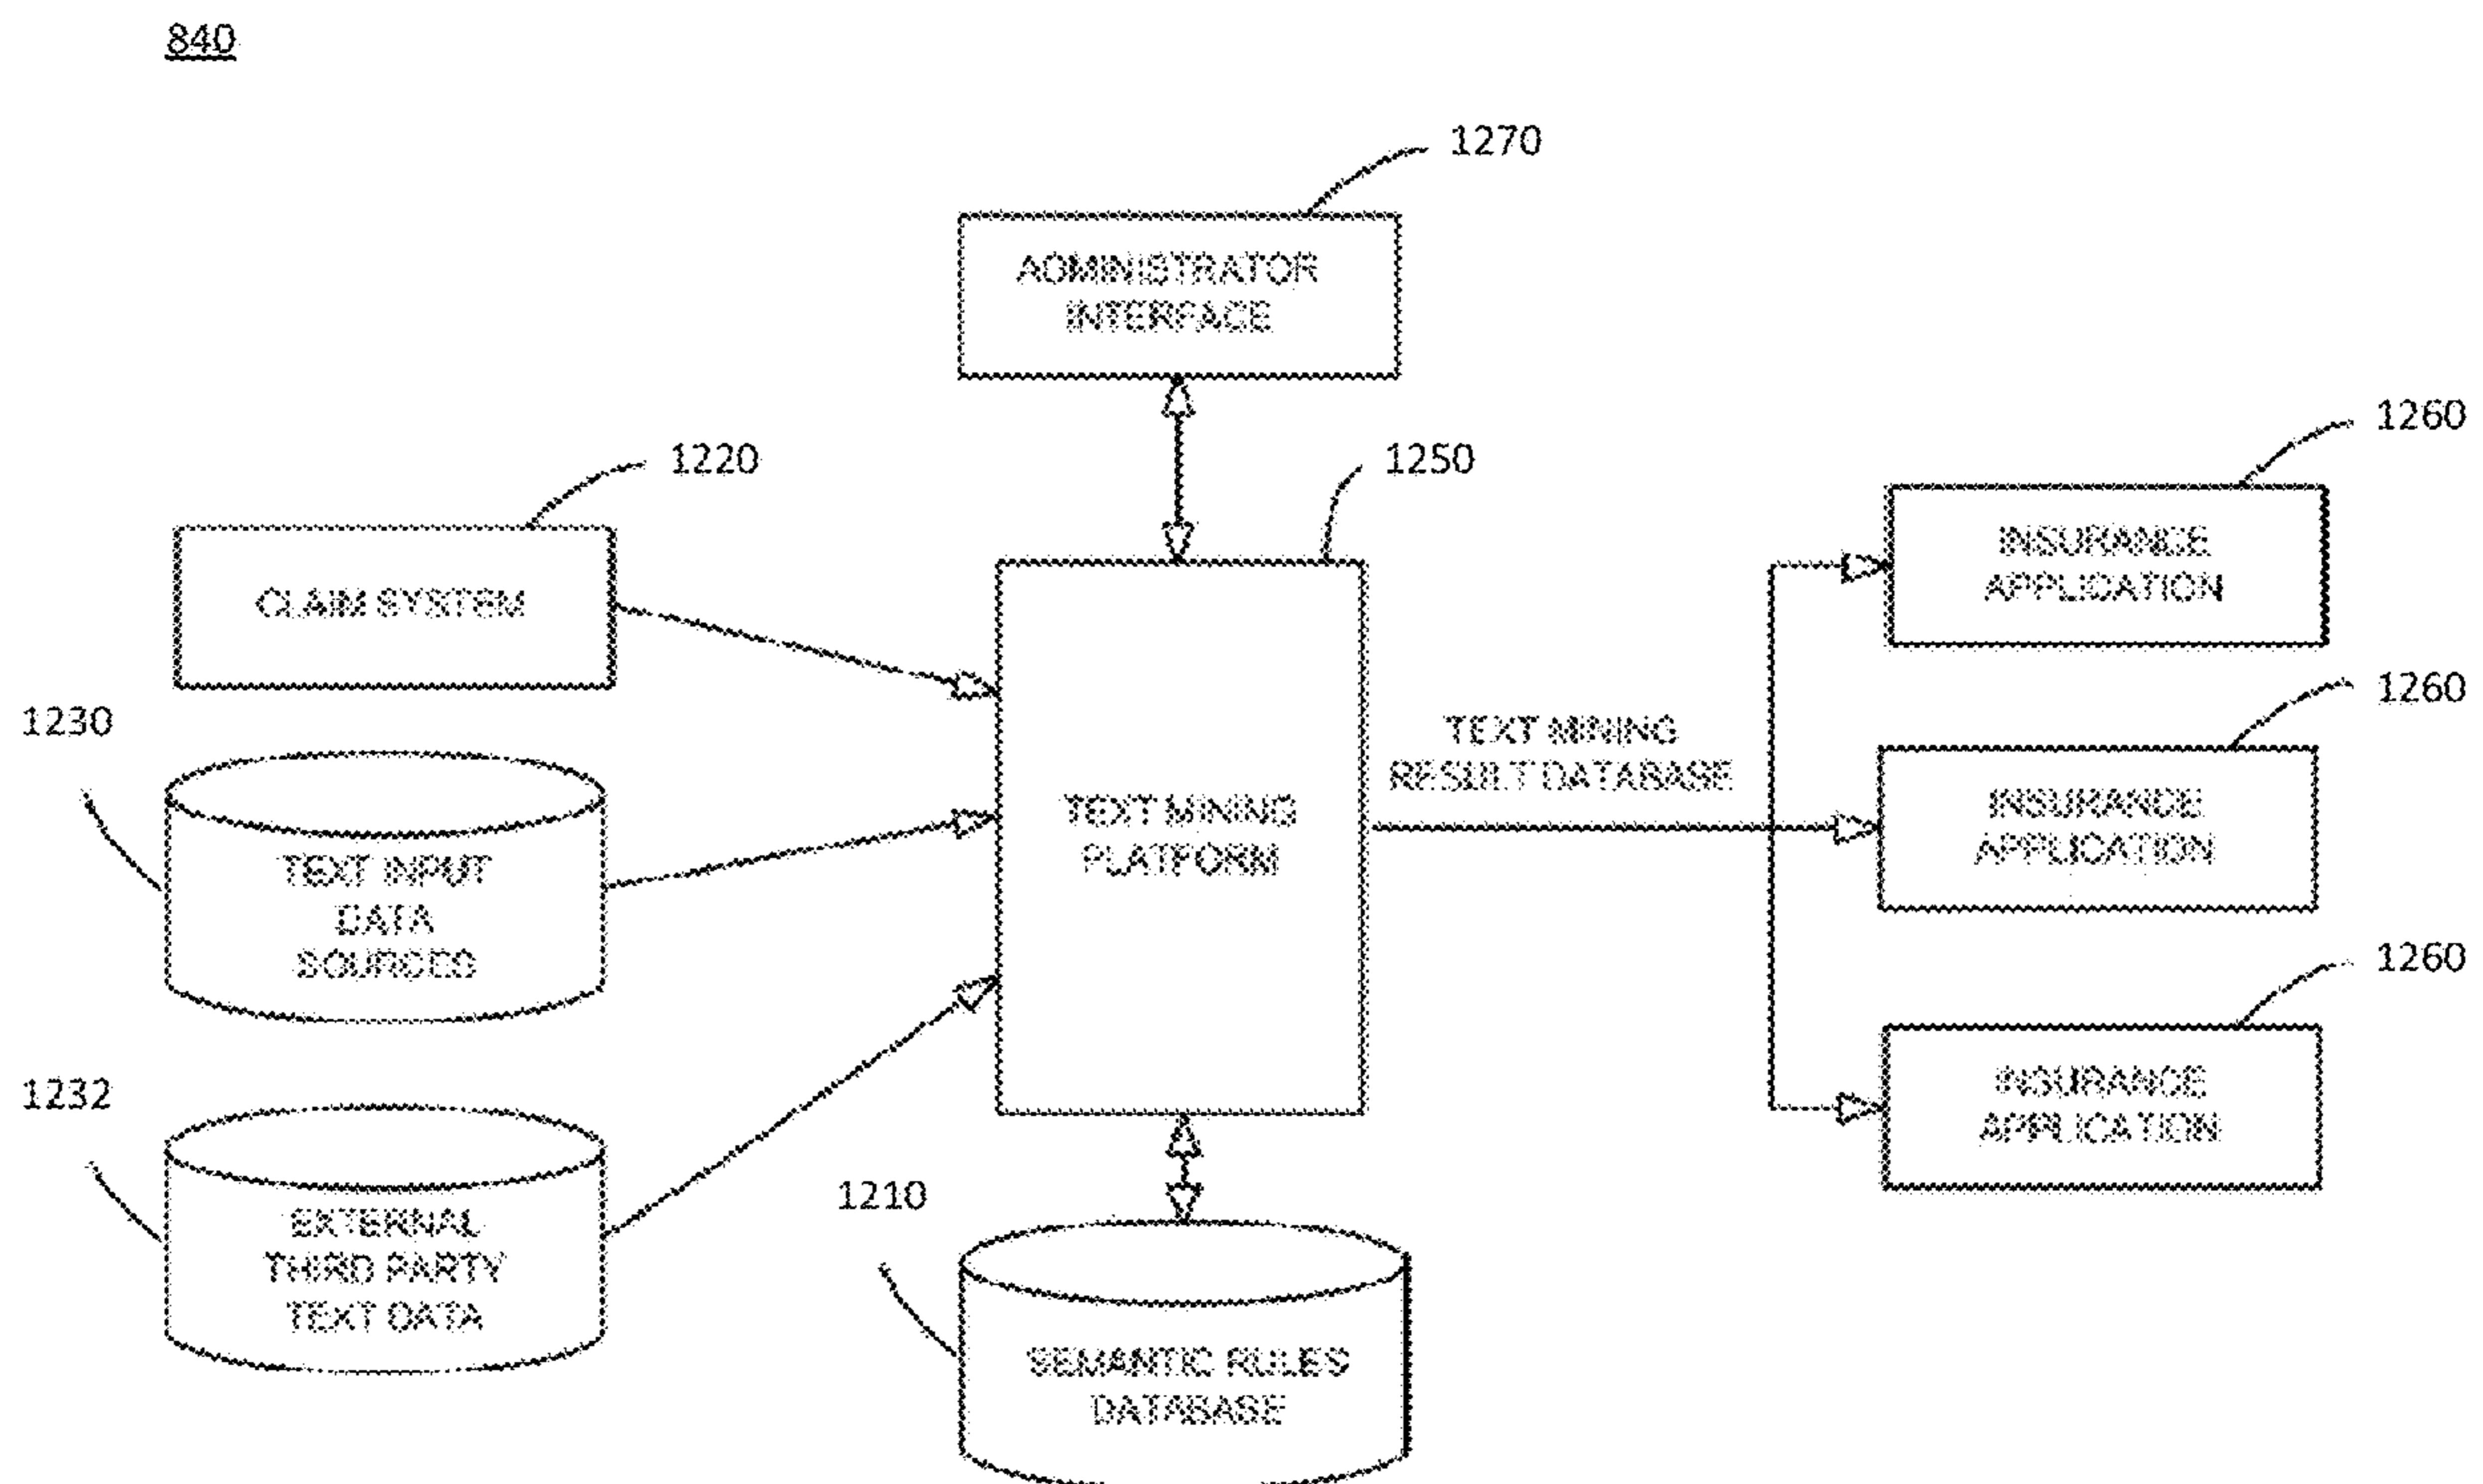 840
1270
ADMINISTRATOR
INTERFACE
1220
1250
1260
CLAIM SYSTEM
INSURANCE
APPLICATION
1230
TEXT INPUT
DATA
SOURCES
TEXT MINING
PLATFORM
TEXT MINING
RESULT DATABASE
1260
INSURANCE
APPLICATION
1232
EXTERNAL
THIRD PARTY
TEXT DATA
1210
SEMANTIC RULES
DATABASE
1260
INSURANCE
APPLICATION